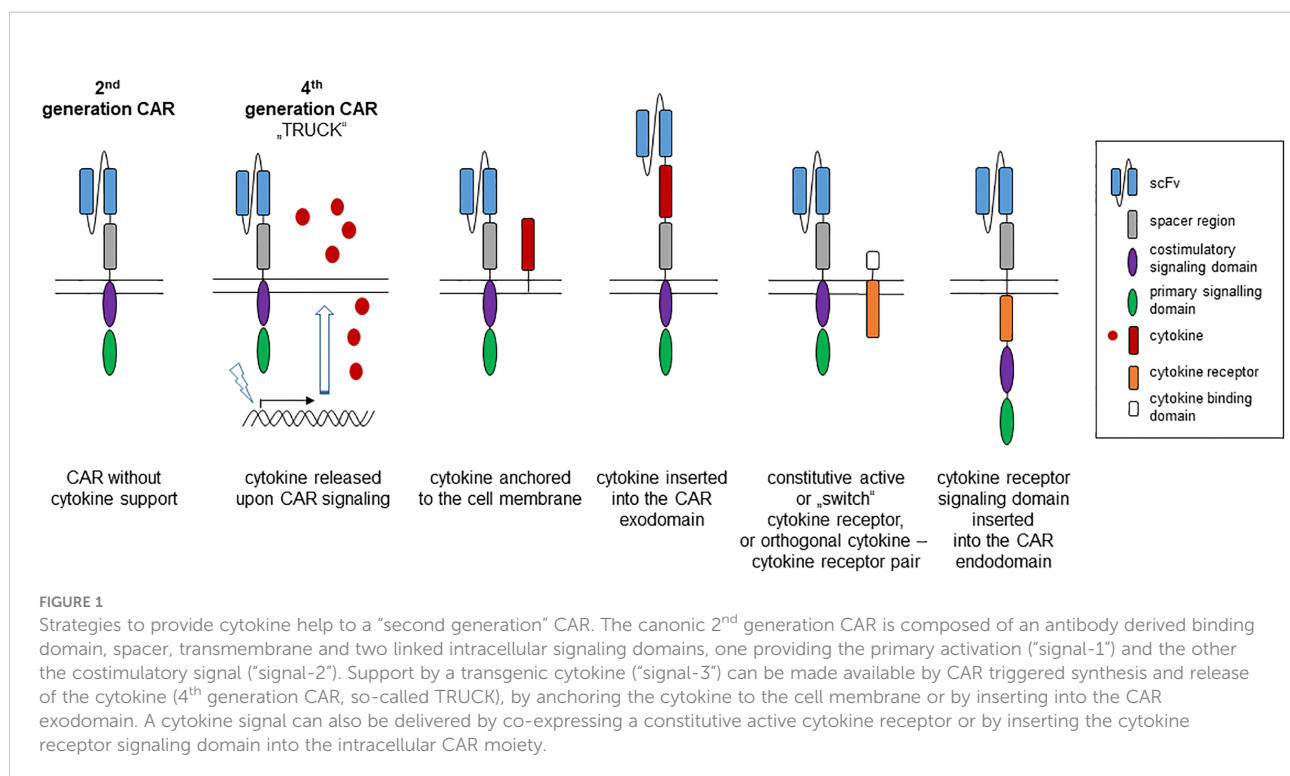 2nd
generation CAR
4th
generation CAR
„TRUCK“
scFv
spacer region
costimulatory
signaling domain
primary signalling
domain
cytokine
cytokine receptor
cytokine binding
domain
CAR without
cytokine support
cytokine released
upon CAR signaling
cytokine anchored
to the cell membrane
cytokine inserted
into the CAR
exodomain
constitutive active
or „switch“
cytokine receptor,
or orthogonal cytokine –
cytokine receptor pair
cytokine receptor
signaling domain
inserted
into the CAR
endodomain
FIGURE 1
Strategies to provide cytokine help to a “second generation” CAR. The canonic 2nd generation CAR is composed of an antibody derived binding
domain, spacer, transmembrane and two linked intracellular signaling domains, one providing the primary activation (“signal-1”) and the other
the costimulatory signal (“signal-2”). Support by a transgenic cytokine (“signal-3”) can be made available by CAR triggered synthesis and release
of the cytokine (4th generation CAR, so-called TRUCK), by anchoring the cytokine to the cell membrane or by inserting into the CAR
exodomain. A cytokine signal can also be delivered by co-expressing a constitutive active cytokine receptor or by inserting the cytokine
receptor signaling domain into the intracellular CAR moiety.